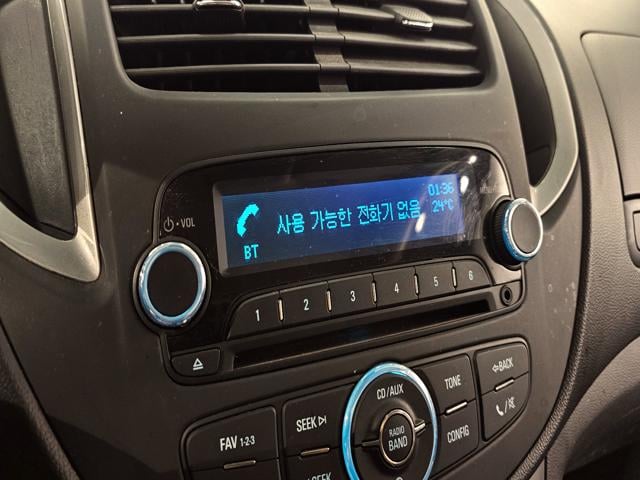 01:36
사용 가능한 전화기 없음
24°C
BT
VOL
1 2 3 4 5 6
CD/AUX
TONE
BACK
FAV 1-2-3
SEEK
RADIO
BAND
CONFIG
SEEK